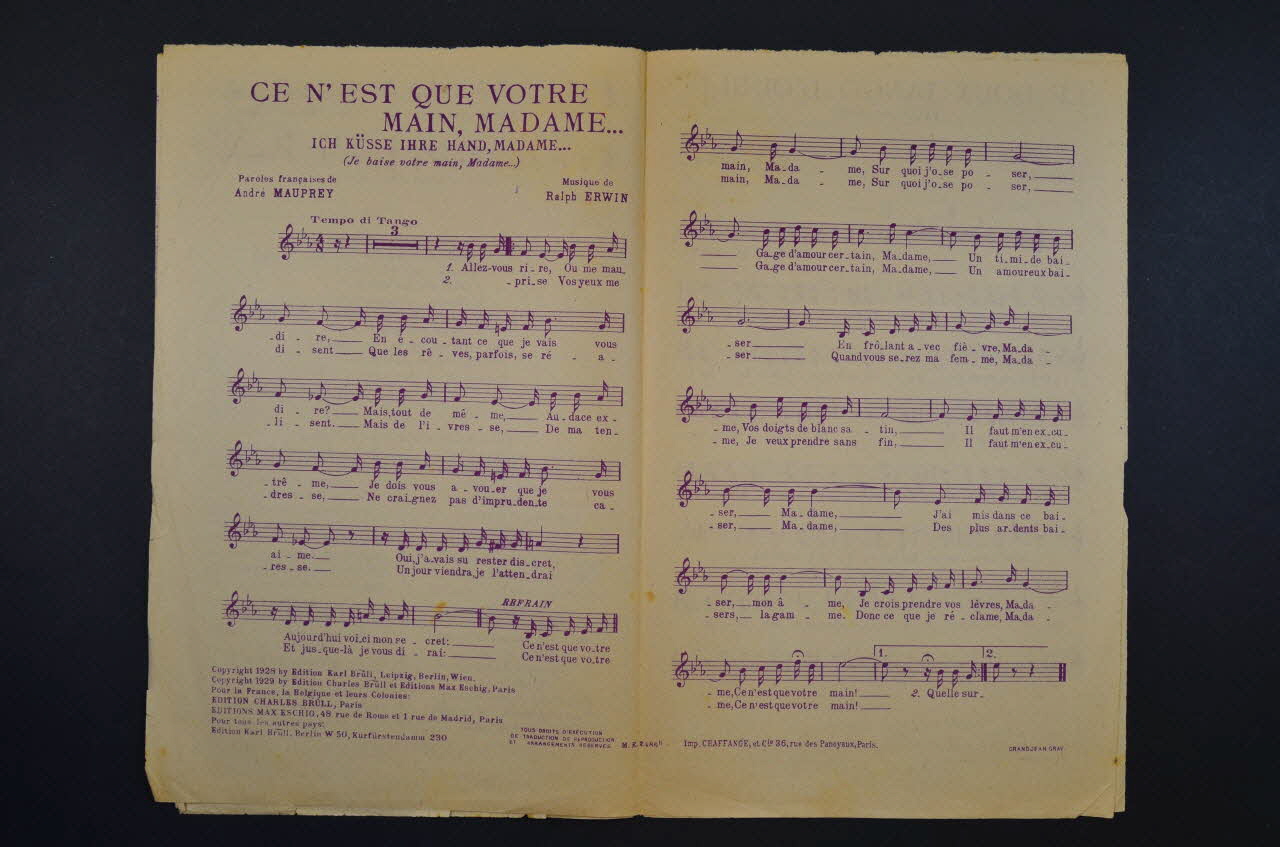 CE N'EST QUE VOTRE
MAIN, MADAME...
ICH KÜSSE IHRE HAND, MADAME...
(Je baise votre main, Madame...)
Paroles françaises de
André MAUPREY
Musique de
Ralph ERWIN
Tempo di Tango
3
1. Allez-vous ri-re, Ou me mau-
2. -pri-se Vos yeux me
-di-re, En é-cou-tant ce que je vais vous
di-sent Que les rê-ves, parfois, se ré-a-
di-re? Mais, tout de mê-me, Au-dace ex-
-li-sent. Mais de l'i-vres-se, De ma ten-
-trê-me, Je dois vous a-vou-er que je vous
-dres-se, Ne crai-gnez pas d'impru-den-te ca-
ai-me. Oui, j'a-vais su rester dis-cret,
-res-se. Un jour viendra, je l'atten-drai
REFRAIN
Aujourd'hui voi-ci mon se-cret: Ce n'est que vo-tre
Et jus-que-là je vous di-rai: Ce n'est que vo-tre
Copyright 1928 by Edition Karl Brüll, Leipzig, Berlin, Wien.
Copyright 1929 by Edition Charles Brüll et Editions Max Eschig, Paris
Pour la France, la Belgique et leurs Colonies:
EDITION CHARLES BRÜLL, Paris
EDITIONS MAX ESCHIG, 48 rue de Rome et 1 rue de Madrid, Paris
Pour tous les autres pays:
Edition Karl Brüll. Berlin W 50, Kurfürstendamm 230
TOUS DROITS D'EXÉCUTION
DE TRADUCTION DE REPRODUCTION
ET ARRANGEMENTS RÉSERVÉS
main, Ma-da-me, Sur quoi j'o-se po-ser,
main, Ma-da-me, Sur quoi j'o-se po-ser,
Ga-ge d'amour cer-tain, Ma-dame, Un ti-mi-de bai-
Ga-ge d'amour cer-tain, Ma-dame, Un amoureux bai-
-ser En frô-lant a-vec fiè-vre, Ma-da-
-ser Quand vous se-rez ma fem-me, Ma-da-
-me, Vos doigts de blanc sa-tin, Il faut m'en ex-cu-
-me, Je veux prendre sans fin, Il faut m'en ex-cu-
-ser, Ma-dame, J'ai mis dans ce bai-
-ser, Ma-dame, Des plus ar-dents bai-
-ser, mon â-me, Je crois prendre vos lèvres, Ma-da-
-sers, la gam-me. Donc ce que je ré-clame, Ma-da-
1. 2.
-me, Ce n'est que votre main! 2. Quelle sur-
-me, Ce n'est que votre main!
Imp. CHAFFANGE, et Cie 36, rue des Panoyaux, Paris.
GRANDJEAN GRAV.